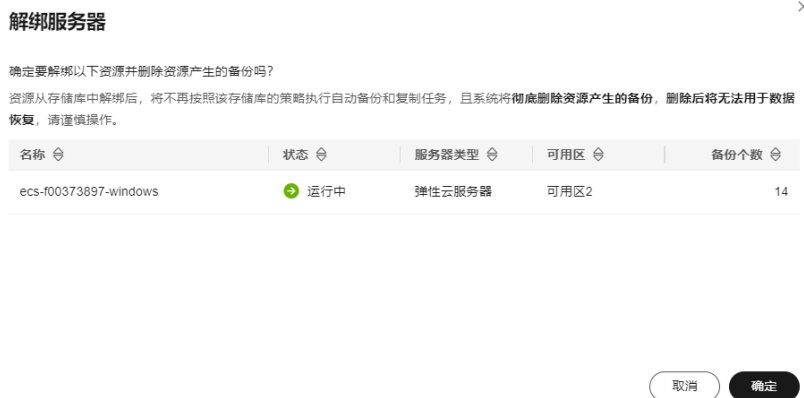 解绑服务器
确定要解绑以下资源并删除资源产生的备份吗?
资源从存储库中解绑后，将不再按照该存储库的策略执行自动备份和复制任务，且系统将彻底删除资源产生的备份，删除后将无法用于数据
恢复，请谨慎操作。
名称 状态 服务器类型 可用区 备份个数
ecs-f00373897-windows 运行中 弹性云服务器 可用区2 14
取消 确定